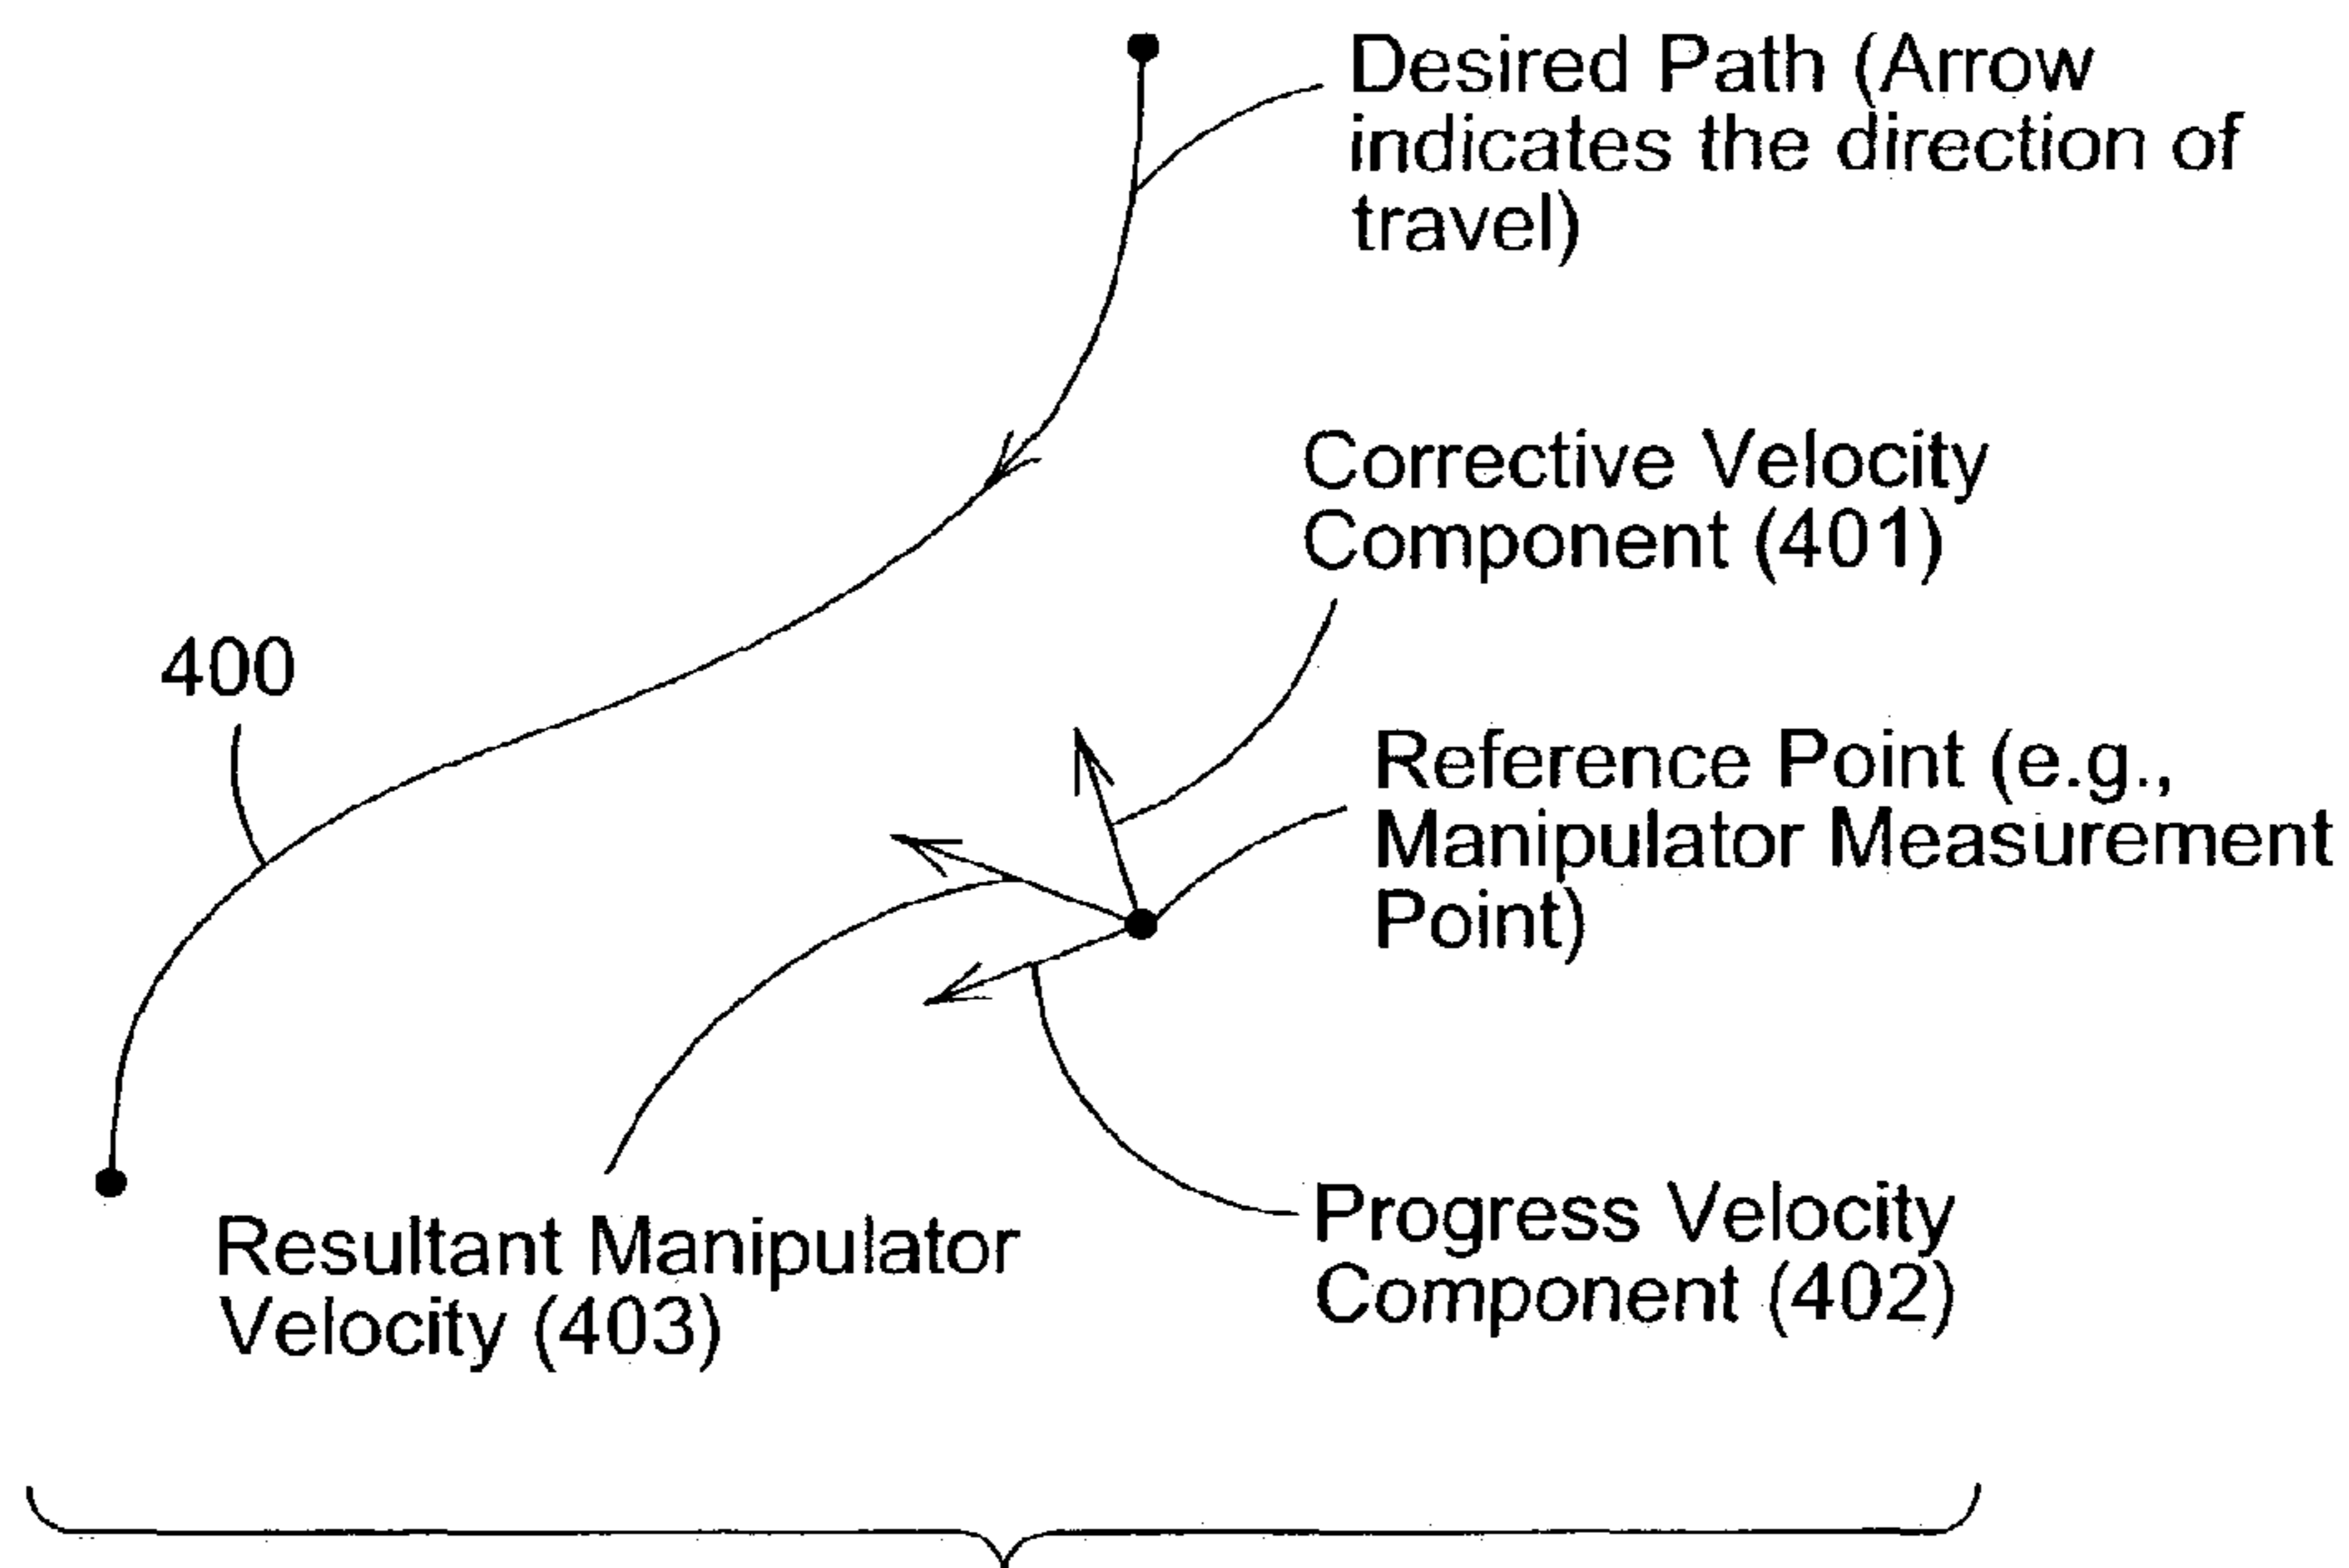 Desired Path (Arrow
indicates the direction of
travel)
Corrective Velocity
Component (401)
400
Reference Point (e.g.,
Manipulator Measurement
Point)
Resultant Manipulator
Velocity (403)
Progress Velocity
Component (402)